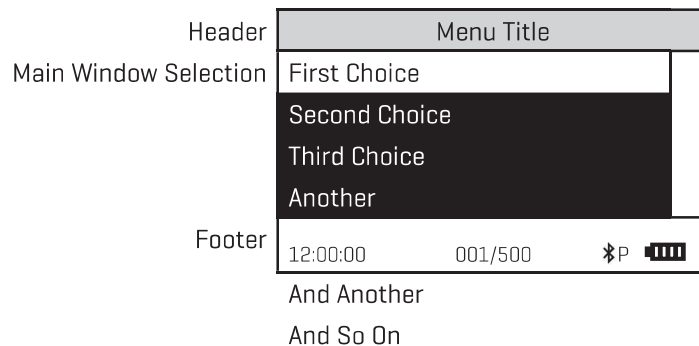 Header Menu Title
Main Window Selection First Choice
Second Choice
Third Choice
Another
Footer 12:00:00 001/500 P
And Another
And So On